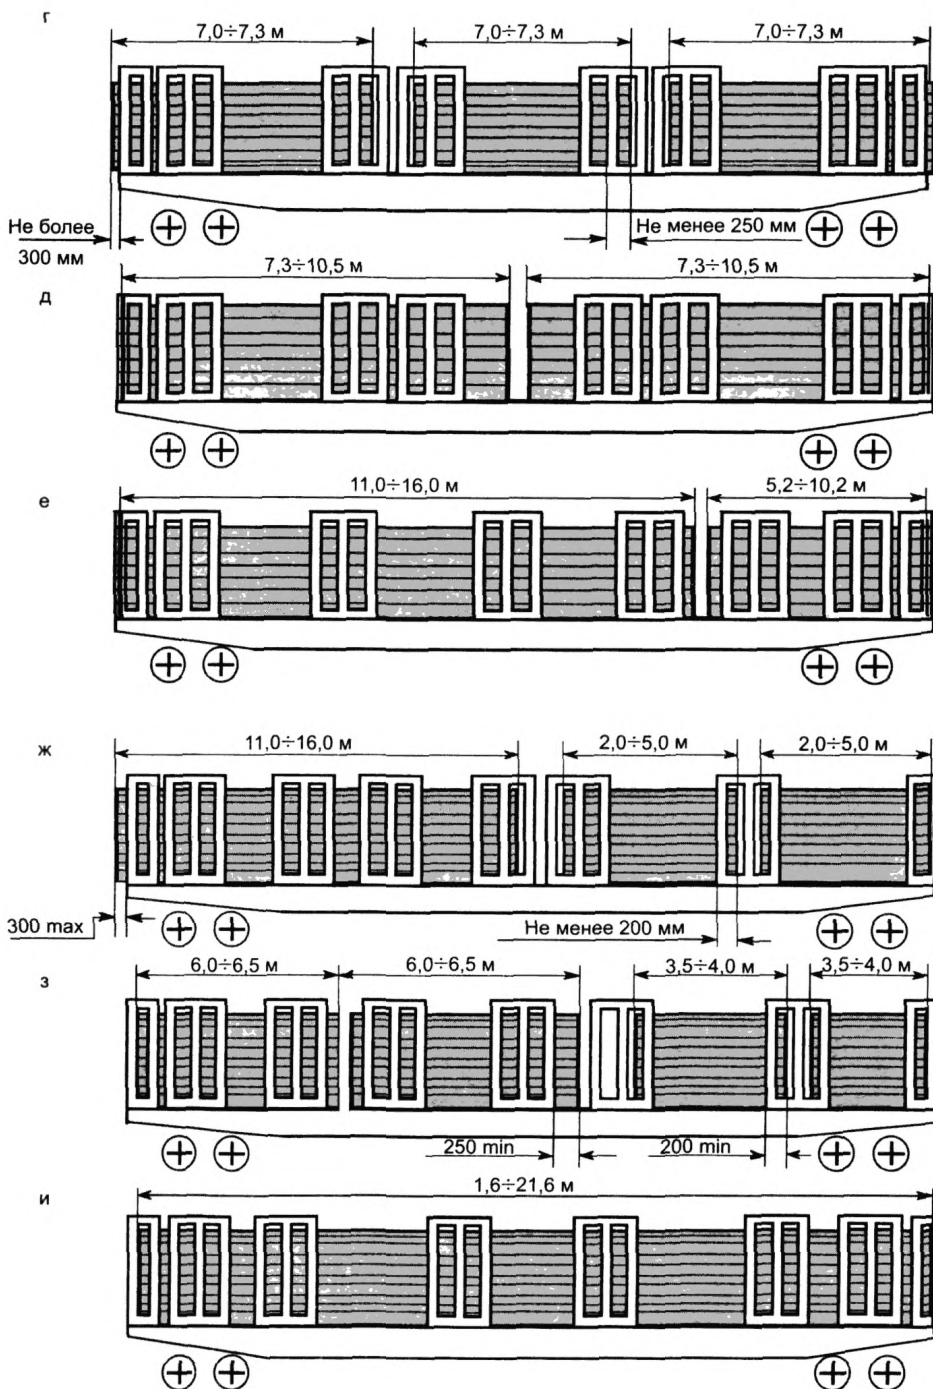 г
7,0÷7,3 м 7,0÷7,3 м 7,0÷7,3 м
Не более
300 мм
Не менее 250 мм
д
7,3÷10,5 м 7,3÷10,5 м
е
11,0÷16,0 м 5,2÷10,2 м
ж
11,0÷16,0 м 2,0÷5,0 м 2,0÷5,0 м
300 max
Не менее 200 мм
з
6,0÷6,5 м 6,0÷6,5 м 3,5÷4,0 м 3,5÷4,0 м
250 min 200 min
и
1,6÷21,6 м